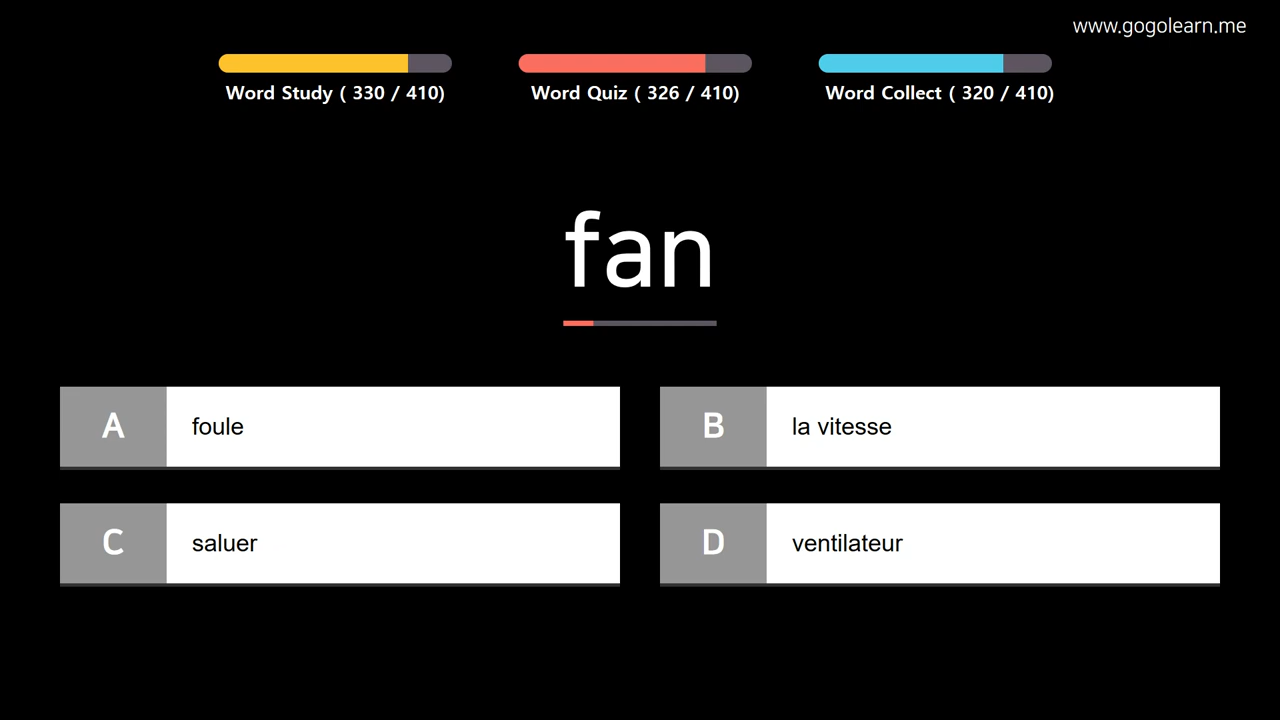 www.gogolearn.me
Word Study ( 330 / 410)
Word Quiz ( 326 / 410)
Word Collect ( 320 / 410)
fan
A foule
B la vitesse
C saluer
D ventilateur